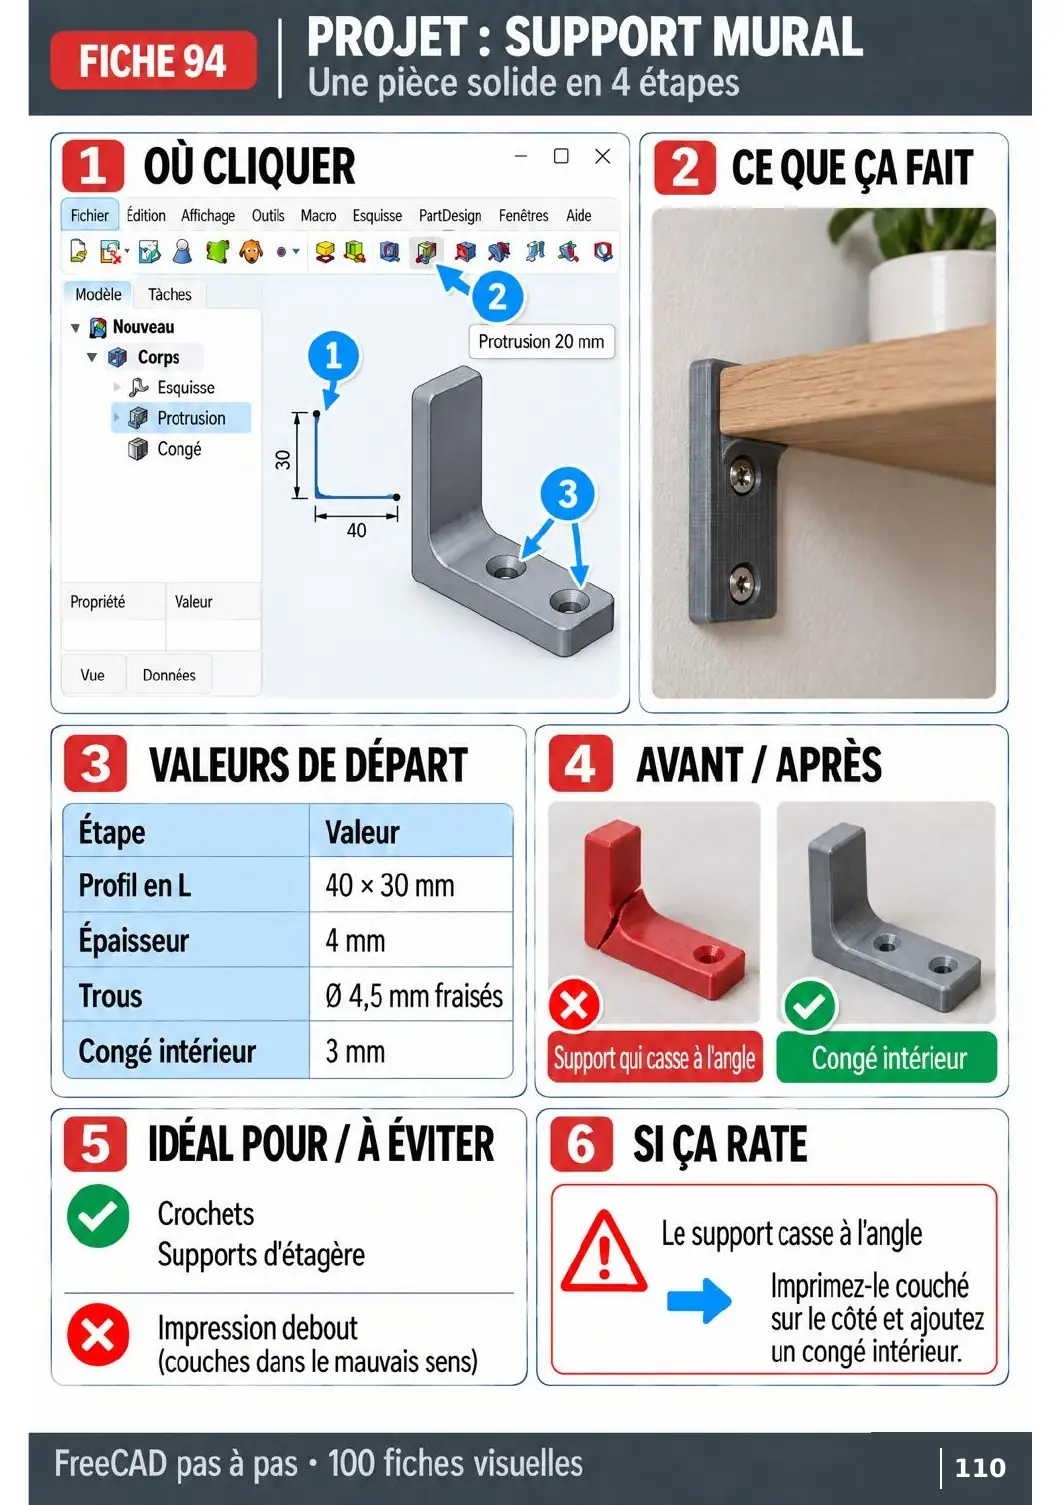 FICHE 94
PROJET : SUPPORT MURAL
Une pièce solide en 4 étapes
1 OÙ CLIQUER
Fichier Édition Affichage Outils Macro Esquisse PartDesign Fenêtres Aide
2
Modèle Tâches
Nouveau
Corps
Esquisse
Protrusion
Congé
Protrusion 20 mm
1
30
40
3
Propriété Valeur
Vue Données
2 CE QUE ÇA FAIT
3 VALEURS DE DÉPART
Étape Valeur
Profil en L 40 × 30 mm
Épaisseur 4 mm
Trous Ø 4,5 mm fraisés
Congé intérieur 3 mm
4 AVANT / APRÈS
Support qui casse à l'angle
Congé intérieur
5 IDÉAL POUR / À ÉVITER
Crochets
Supports d'étagère
Impression debout
(couches dans le mauvais sens)
6 SI ÇA RATE
Le support casse à l'angle
Imprimez-le couché
sur le côté et ajoutez
un congé intérieur.
FreeCAD pas à pas • 100 fiches visuelles
110